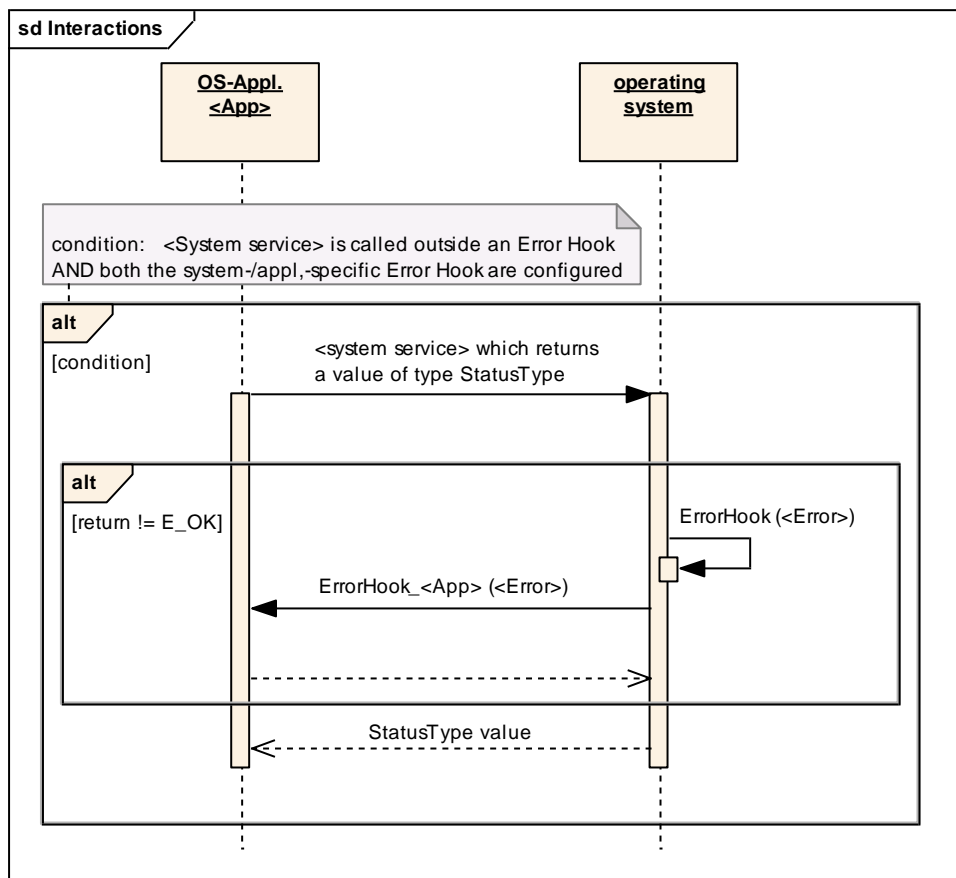 sd Interactions
OS-Appl.
<App>
operating
system
condition: <System service> is called outside an Error Hook
AND both the system-/appl,-specific Error Hook are configured
alt
[condition]
<system service> which returns
a value of type StatusType
alt
[return != E_OK]
ErrorHook (<Error>)
ErrorHook_<App> (<Error>)
StatusType value